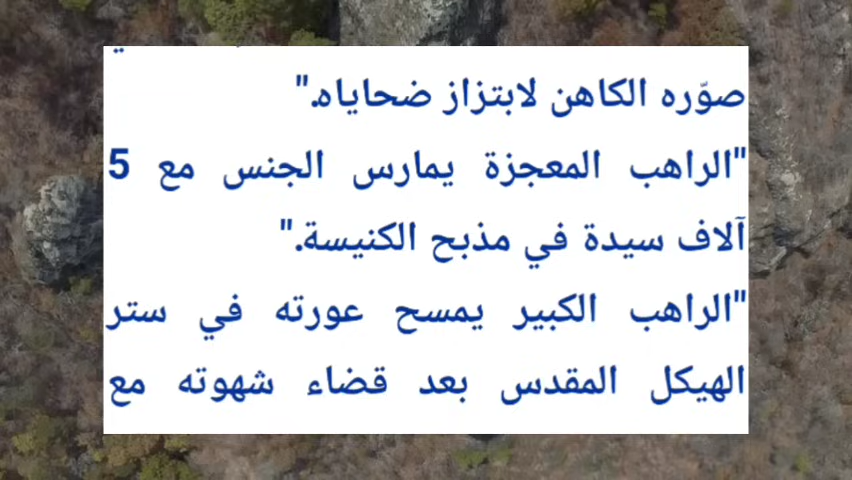 صوّره الكاهن لابتزاز ضحاياه."
"الراهب المعجزة يمارس الجنس مع 5
آلاف سيدة في مذبح الكنيسة."
"الراهب الكبير يمسح عورته في ستر
الهيكل المقدس بعد قضاء شهوته مع